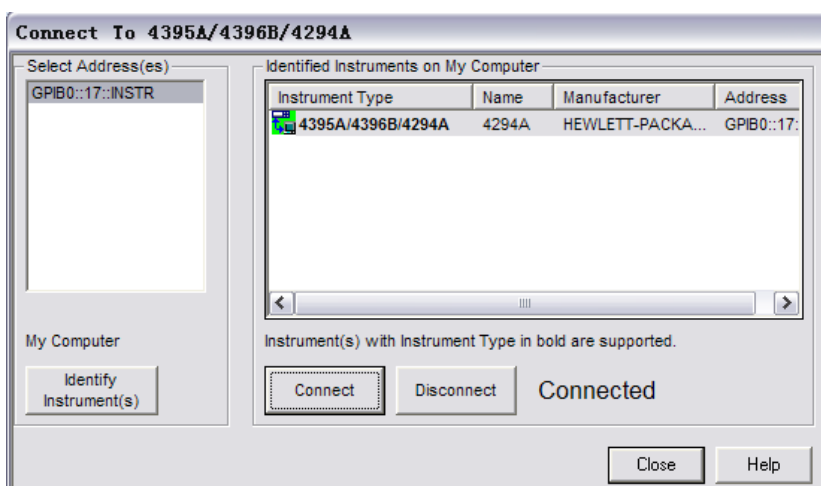 Connect To 4395A/4396B/4294A
Select Address(es)
GPIB0::17::INSTR
My Computer
Identify
Instrument(s)
Identified Instruments on My Computer
Instrument Type Name Manufacturer Address
4395A/4396B/4294A 4294A HEWLETT-PACKA... GPIB0::17:
Instrument(s) with Instrument Type in bold are supported.
Connect Disconnect Connected
Close Help